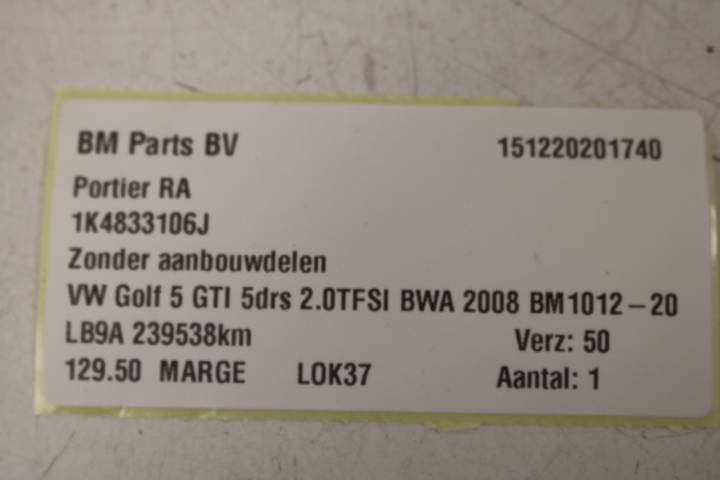 BM Parts BV 151220201740
Portier RA
1K4833106J
Zonder aanbouwdelen
VW Golf 5 GTI 5drs 2.0TFSI BWA 2008 BM1012-20
LB9A 239538km Verz: 50
129.50 MARGE LOK37 Aantal: 1